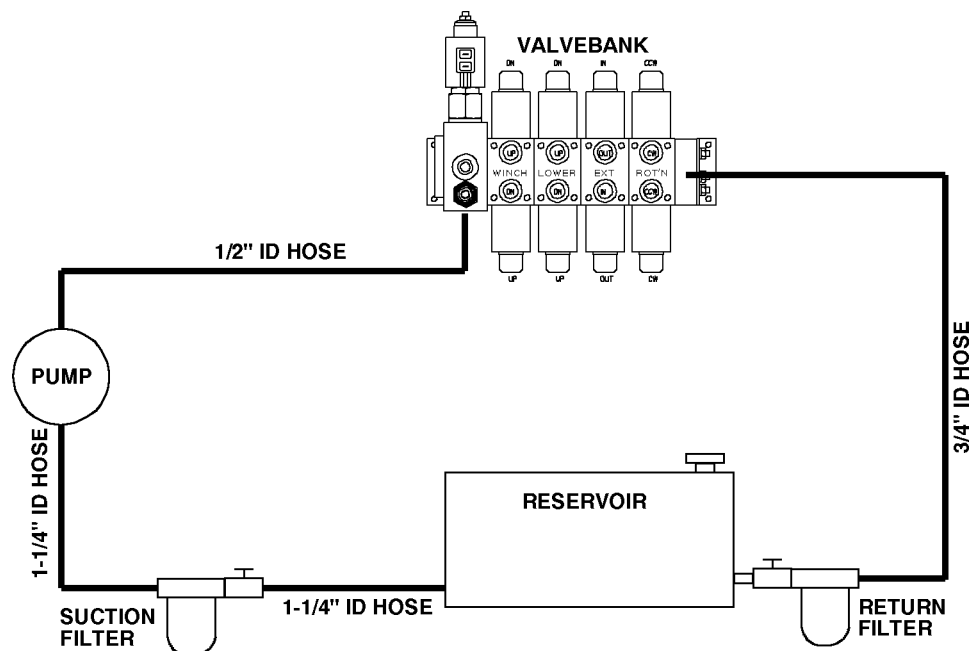 VALVEBANK
DN DN IN CCW
UP UP OUT CW
WINCH LOWER EXT ROT'N
DN DN IN CCW
UP UP OUT CW
1/2" ID HOSE
PUMP
3/4" ID HOSE
1-1/4" ID HOSE
RESERVOIR
1-1/4" ID HOSE
SUCTION
FILTER
RETURN
FILTER